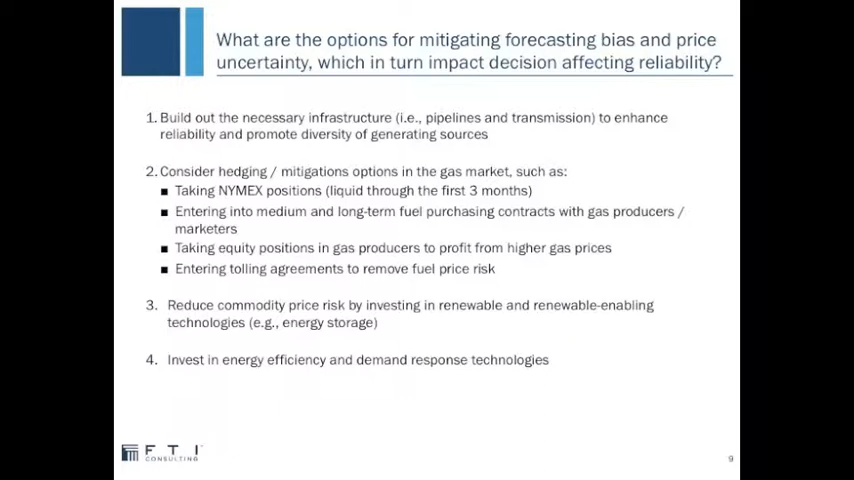 What are the options for mitigating forecasting bias and price
uncertainty, which in turn impact decision affecting reliability?
1. Build out the necessary infrastructure (i.e., pipelines and transmission) to enhance
reliability and promote diversity of generating sources
2. Consider hedging / mitigations options in the gas market, such as:
■ Taking NYMEX positions (liquid through the first 3 months)
■ Entering into medium and long-term fuel purchasing contracts with gas producers /
marketers
■ Taking equity positions in gas producers to profit from higher gas prices
■ Entering tolling agreements to remove fuel price risk
3. Reduce commodity price risk by investing in renewable and renewable-enabling
technologies (e.g., energy storage)
4. Invest in energy efficiency and demand response technologies
F T I
CONSULTING
9